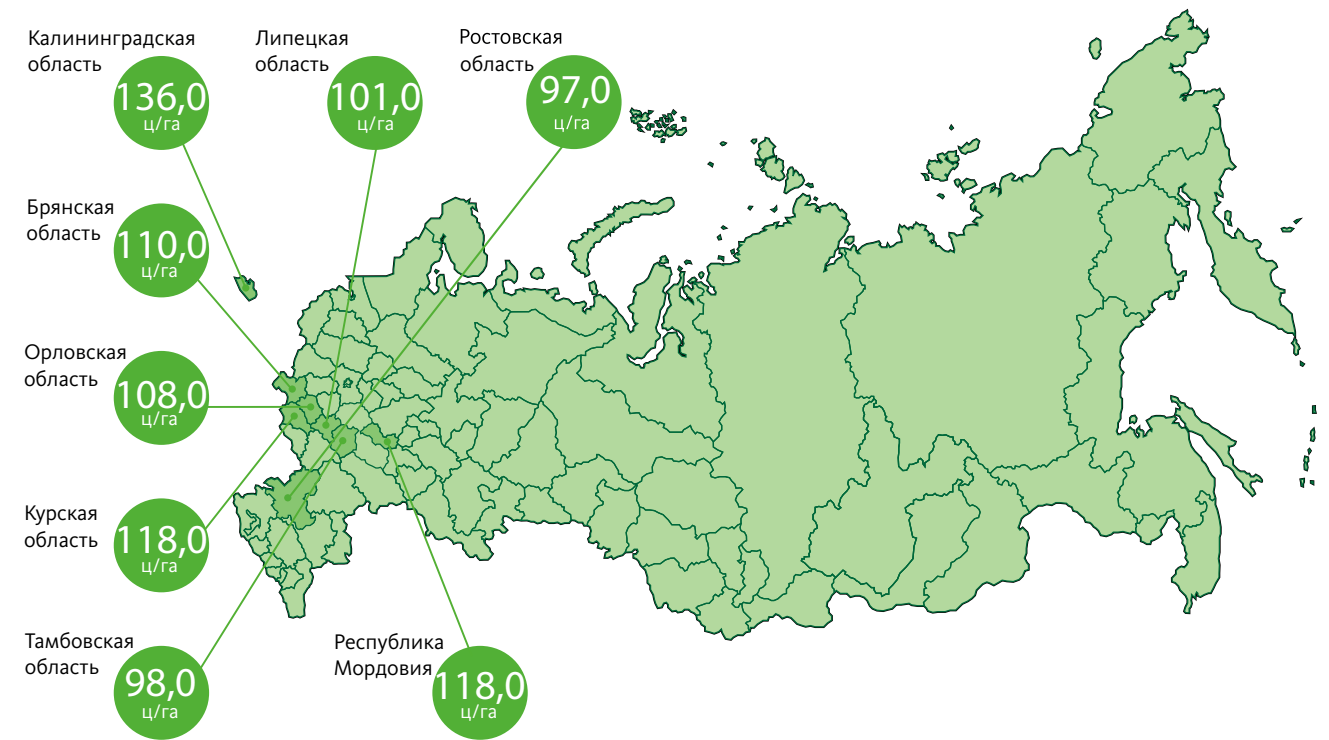 Калининградская
область
136,0
ц/га
Липецкая
область
101,0
ц/га
Ростовская
область
97,0
ц/га
Брянская
область
110,0
ц/га
Орловская
область
108,0
ц/га
Курская
область
118,0
ц/га
Тамбовская
область
98,0
ц/га
Республика
Мордовия
118,0
ц/га